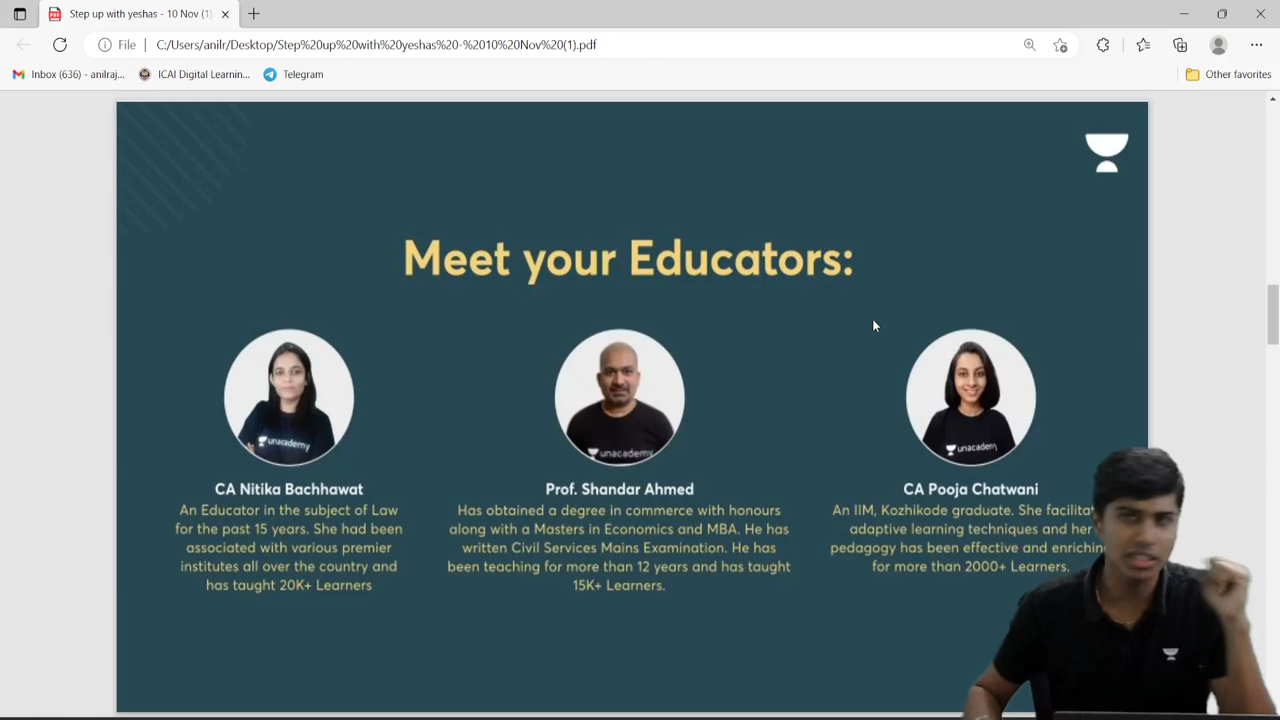 Step up with yeshas - 10 Nov (1)
File
C:/Users/anilr/Desktop/Step%20up%20with%20yeshas%20-%2010%20Nov%20(1).pdf
Inbox (636) - anilraj...
ICAI Digital Learnin...
Telegram
Other favorites
Meet your Educators:
unacademy
unacademy
unacademy
CA Nitika Bachhawat
An Educator in the subject of Law
for the past 15 years. She had been
associated with various premier
institutes all over the country and
has taught 20K+ Learners
Prof. Shandar Ahmed
Has obtained a degree in commerce with honours
along with a Masters in Economics and MBA. He has
written Civil Services Mains Examination. He has
been teaching for more than 12 years and has taught
15K+ Learners.
CA Pooja Chatwani
An IIM, Kozhikode graduate. She facilitat
adaptive learning techniques and her
pedagogy has been effective and enrichin
for more than 2000+ Learners.